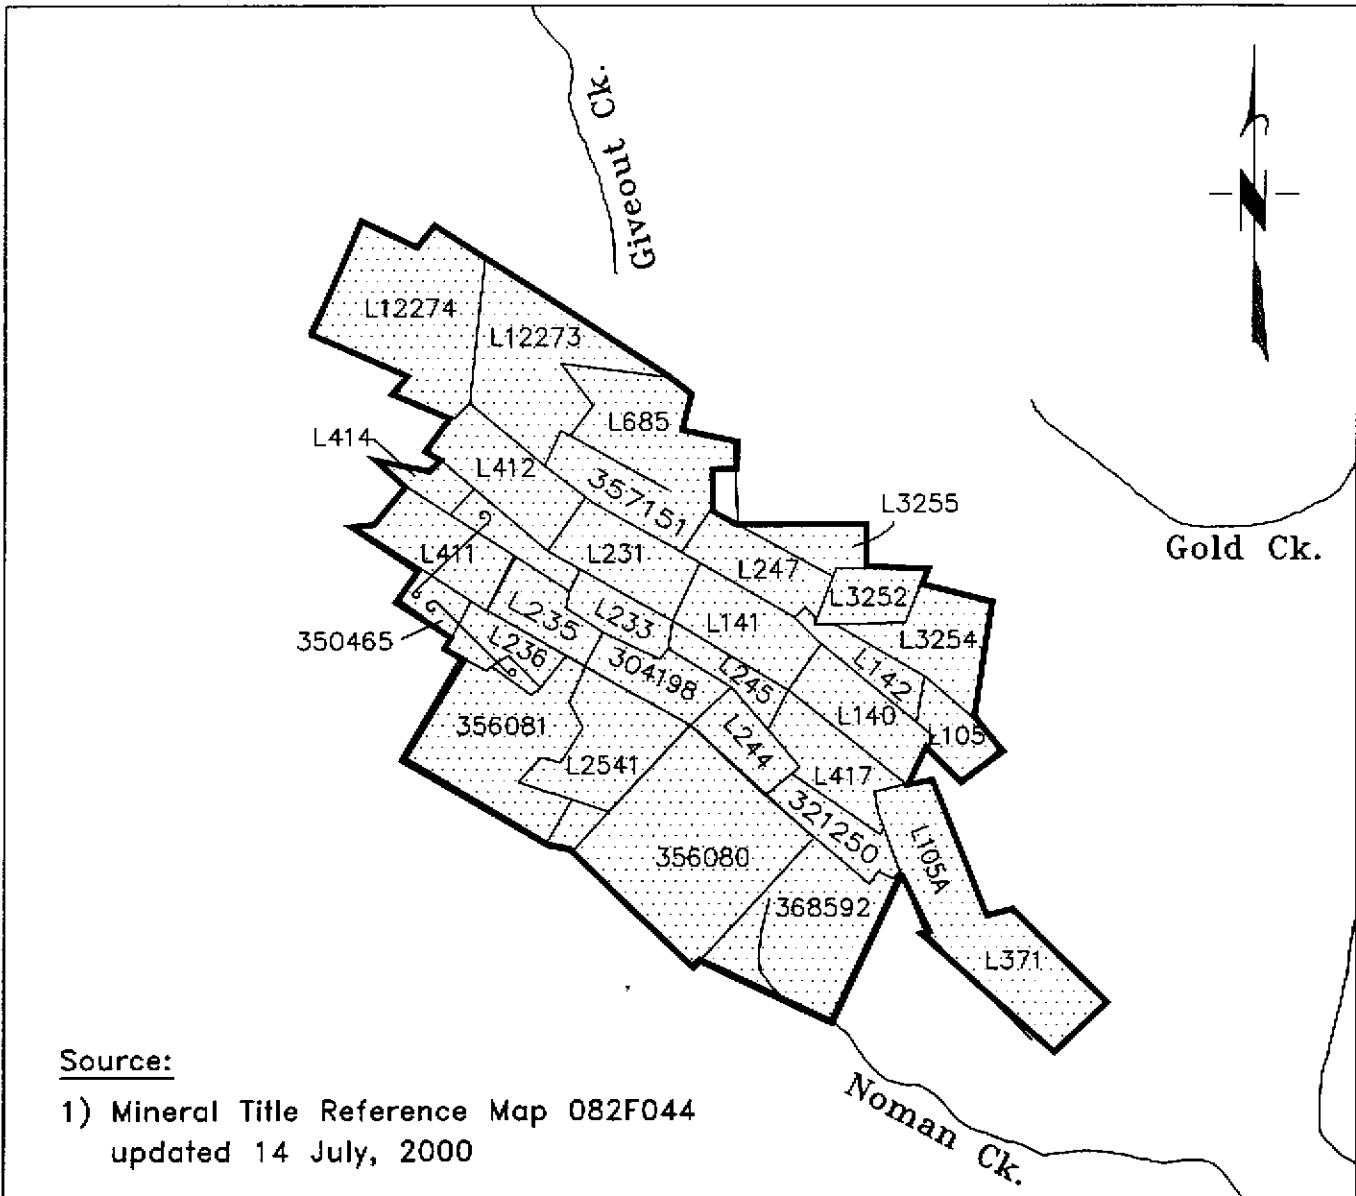 Giveout Ck.
N
L12274
L12273
L685
L414
L412
357151
L3255
Gold Ck.
L411
L231
L247
L3252
L235
L233
L141
L3254
350465
L236
304198
L245
L142
356081
L140
L105
L244
L2541
L417
321250
356080
L105A
368592
L371
Source:
1) Mineral Title Reference Map 082F044
updated 14 July, 2000
Noman Ck.